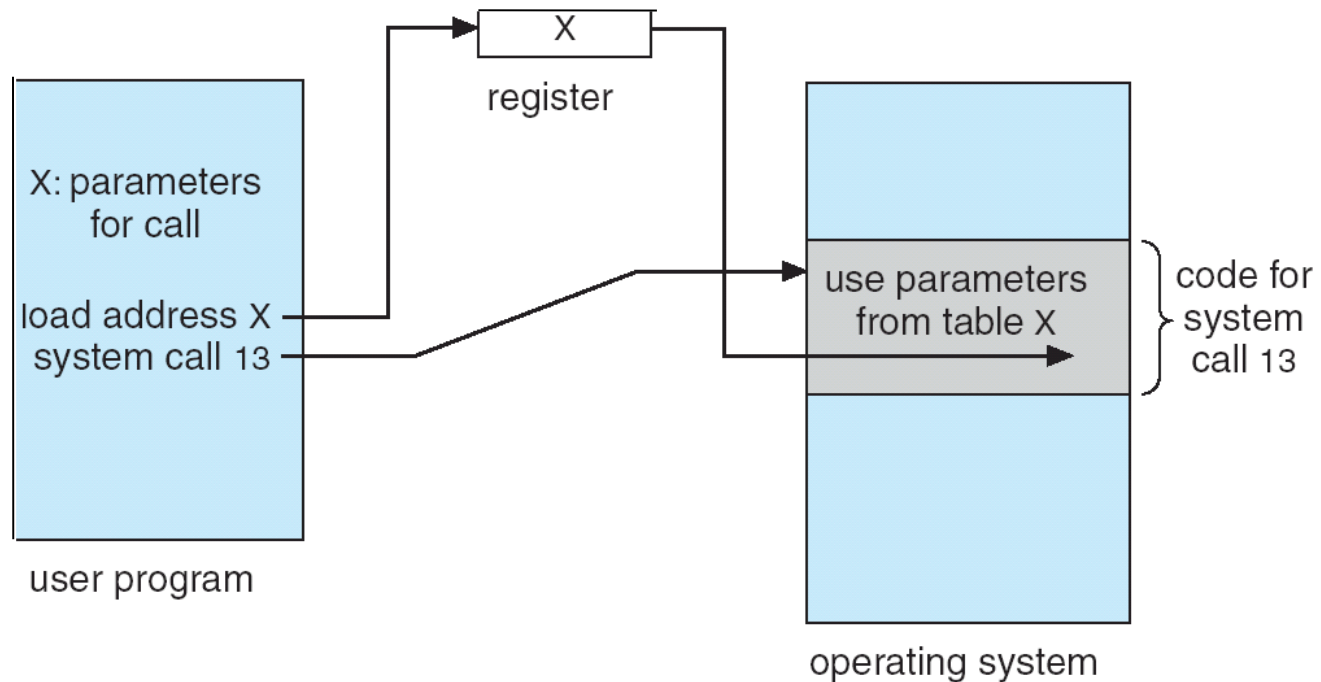 X
register
X: parameters
for call
load address X
system call 13
user program
use parameters
from table X
code for
system
call 13
operating system